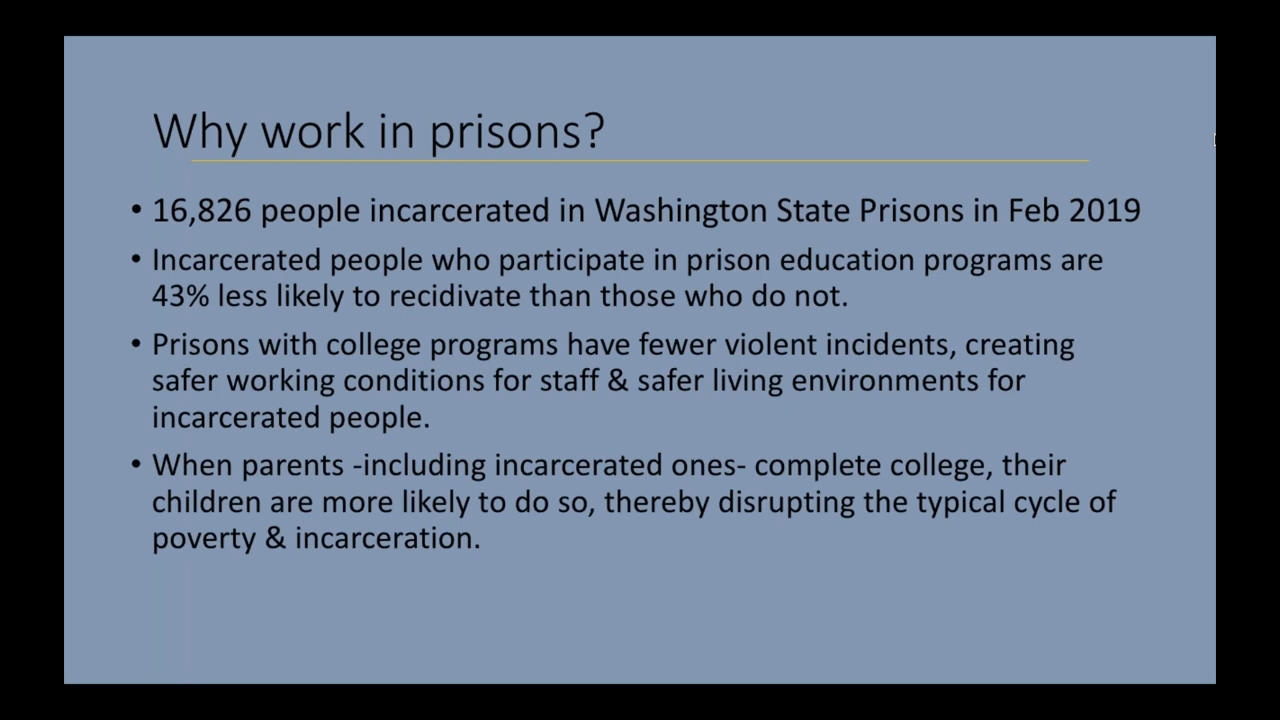 Why work in prisons?
• 16,826 people incarcerated in Washington State Prisons in Feb 2019
• Incarcerated people who participate in prison education programs are
43% less likely to recidivate than those who do not.
• Prisons with college programs have fewer violent incidents, creating
safer working conditions for staff & safer living environments for
incarcerated people.
• When parents -including incarcerated ones- complete college, their
children are more likely to do so, thereby disrupting the typical cycle of
poverty & incarceration.